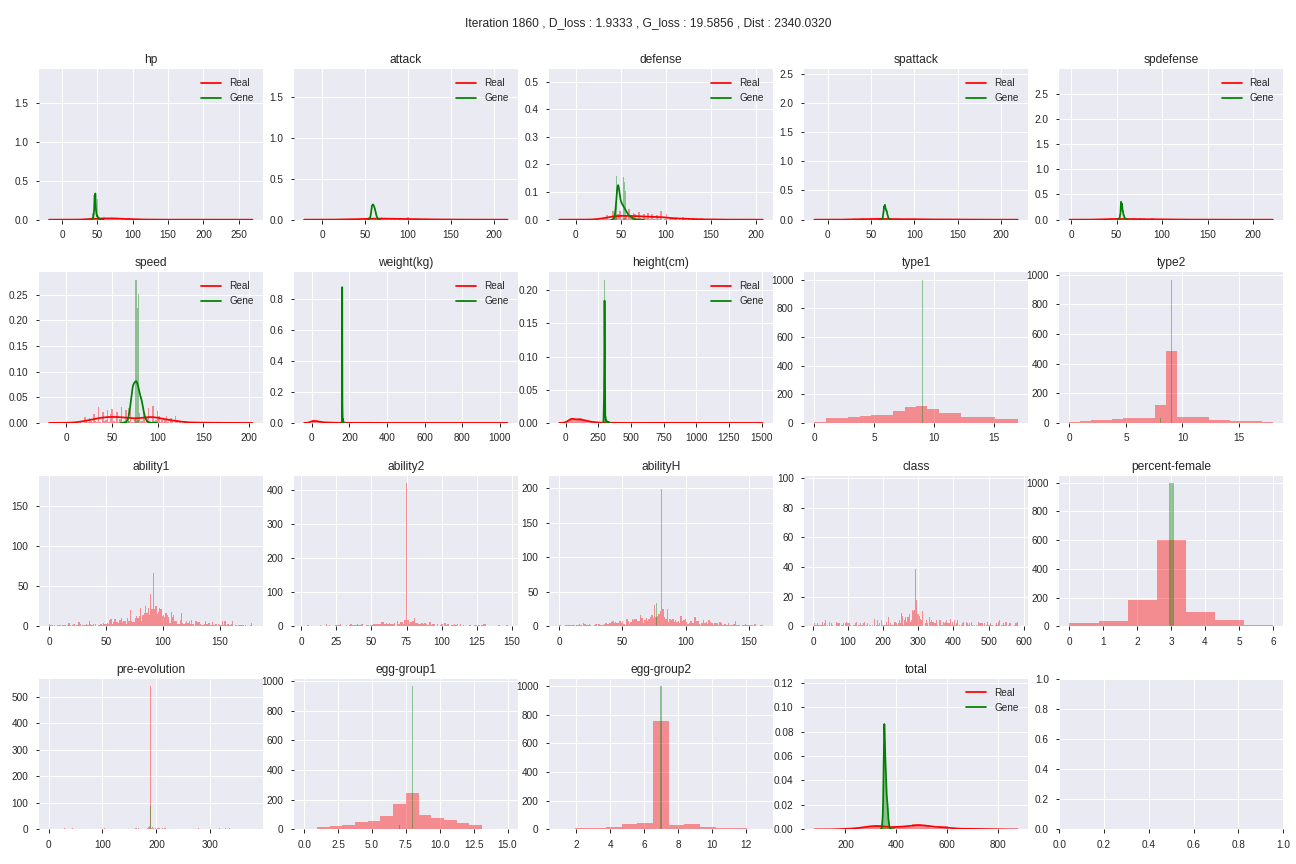 Iteration 1860 , D_loss : 1.9333 , G_loss : 19.5856 , Dist : 2340.0320
hp
Real
Gene
0.0 0.5 1.0 1.5
0 50 100 150 200 250
attack
Real
Gene
0.0 0.5 1.0 1.5
0 50 100 150 200
defense
Real
Gene
0.0 0.1 0.2 0.3 0.4 0.5
0 50 100 150 200
spattack
Real
Gene
0.0 0.5 1.0 1.5 2.0 2.5
0 50 100 150 200
spdefense
Real
Gene
0.0 0.5 1.0 1.5 2.0 2.5
0 50 100 150 200
speed
Real
Gene
0.00 0.05 0.10 0.15 0.20 0.25
0 50 100 150 200
weight(kg)
Real
Gene
0.0 0.2 0.4 0.6 0.8
0 200 400 600 800 1000
height(cm)
Real
Gene
0.00 0.05 0.10 0.15 0.20
0 250 500 750 1000 1250 1500
type1
0 200 400 600 800 1000
0 5 10 15
type2
0 200 400 600 800 1000
0 5 10 15
ability1
0 50 100 150
0 50 100 150
ability2
0 100 200 300 400
0 25 50 75 100 125 150
abilityH
0 50 100 150 200
0 50 100 150
class
0 20 40 60 80 100
0 100 200 300 400 500 600
percent-female
0 200 400 600 800 1000
0 1 2 3 4 5 6
pre-evolution
0 100 200 300 400 500
0 100 200 300
egg-group1
0 200 400 600 800 1000
0.0 2.5 5.0 7.5 10.0 12.5 15.0
egg-group2
0 200 400 600 800 1000
2 4 6 8 10 12
total
Real
Gene
0.00 0.02 0.04 0.06 0.08 0.10 0.12
200 400 600 800
0.0 0.2 0.4 0.6 0.8 1.0
0.0 0.2 0.4 0.6 0.8 1.0